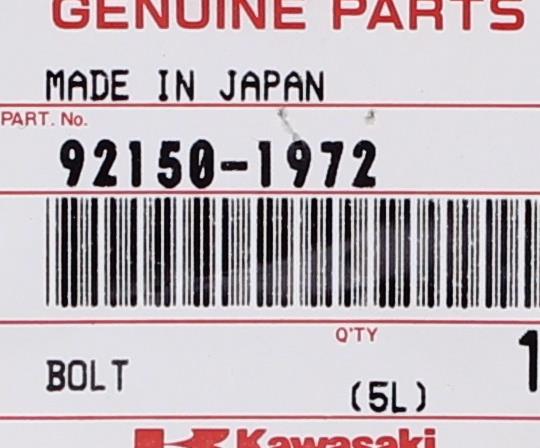 GENUINE PARTS
MADE IN JAPAN
PART. No.
92150-1972
Q'TY
BOLT 1
(5L)
Kawasaki